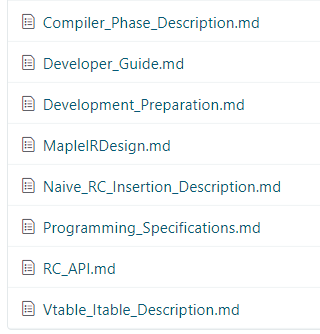 Compiler_Phase_Description.md
Developer_Guide.md
Development_Preparation.md
MapleIRDesign.md
Naive_RC_Insertion_Description.md
Programming_Specifications.md
RC_API.md
Vtable_Itable_Description.md